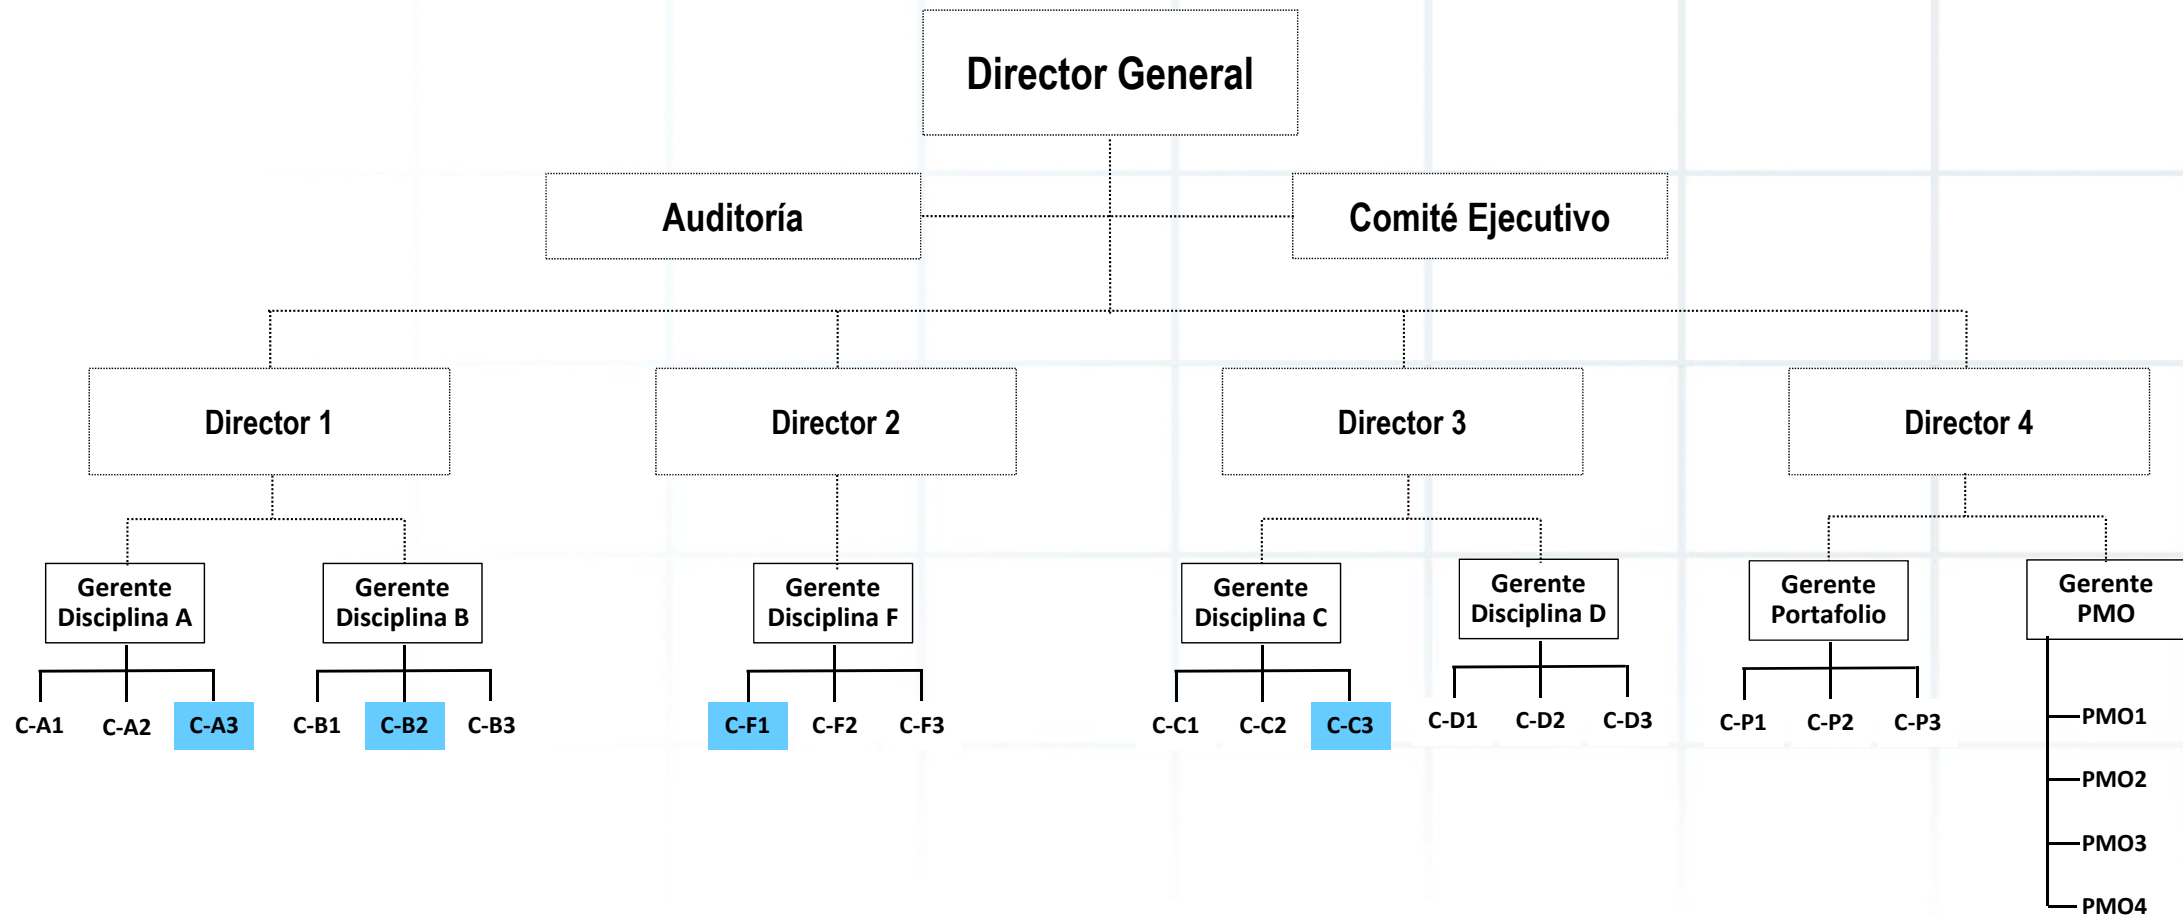 Director General
Auditoría
Comité Ejecutivo
Director 1
Director 2
Director 3
Director 4
Gerente
Disciplina A
Gerente
Disciplina B
Gerente
Disciplina F
Gerente
Disciplina C
Gerente
Disciplina D
Gerente
Portafolio
Gerente
PMO
C-A1
C-A2
C-A3
C-B1
C-B2
C-B3
C-F1
C-F2
C-F3
C-C1
C-C2
C-C3
C-D1
C-D2
C-D3
C-P1
C-P2
C-P3
PMO1
PMO2
PMO3
PMO4